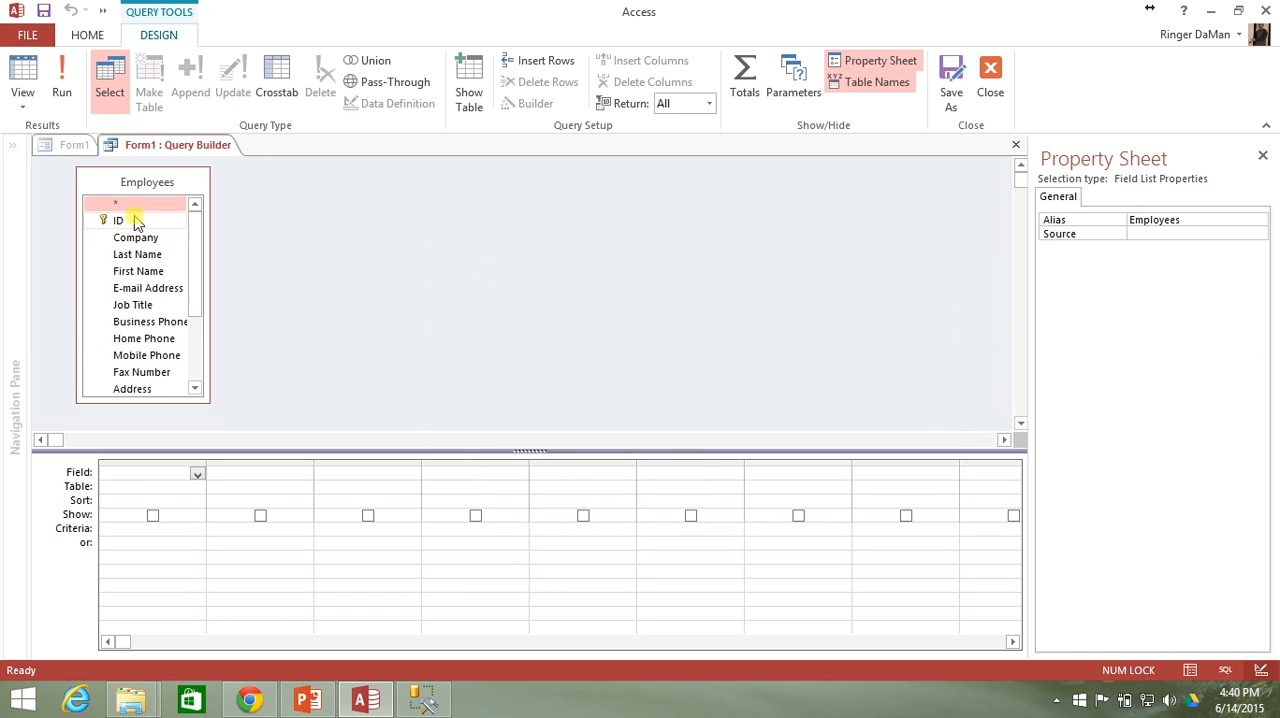 QUERY TOOLS
Access
FILE
HOME
DESIGN
Ringer DaMan
View
Run
Select
Make Table
Append
Update
Crosstab
Delete
Union
Pass-Through
Data Definition
Show Table
Insert Rows
Delete Rows
Builder
Insert Columns
Delete Columns
Return: All
Totals
Parameters
Property Sheet
Table Names
Save As
Close
Results
Query Type
Query Setup
Show/Hide
Close
Form1
Form1 : Query Builder
Employees
*
ID
Company
Last Name
First Name
E-mail Address
Job Title
Business Phone
Home Phone
Mobile Phone
Fax Number
Address
Navigation Pane
Field:
Table:
Sort:
Show:
Criteria:
or:
Property Sheet
Selection type: Field List Properties
General
Alias Employees
Source
Ready
NUM LOCK
SQL
4:40 PM
6/14/2015